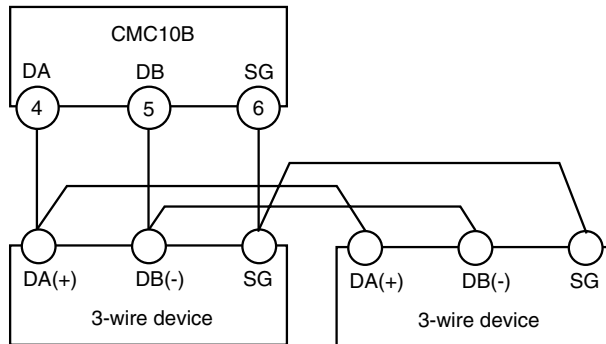 CMC10B
DA DB SG
4 5 6
DA(+) DB(-) SG DA(+) DB(-) SG
3-wire device 3-wire device